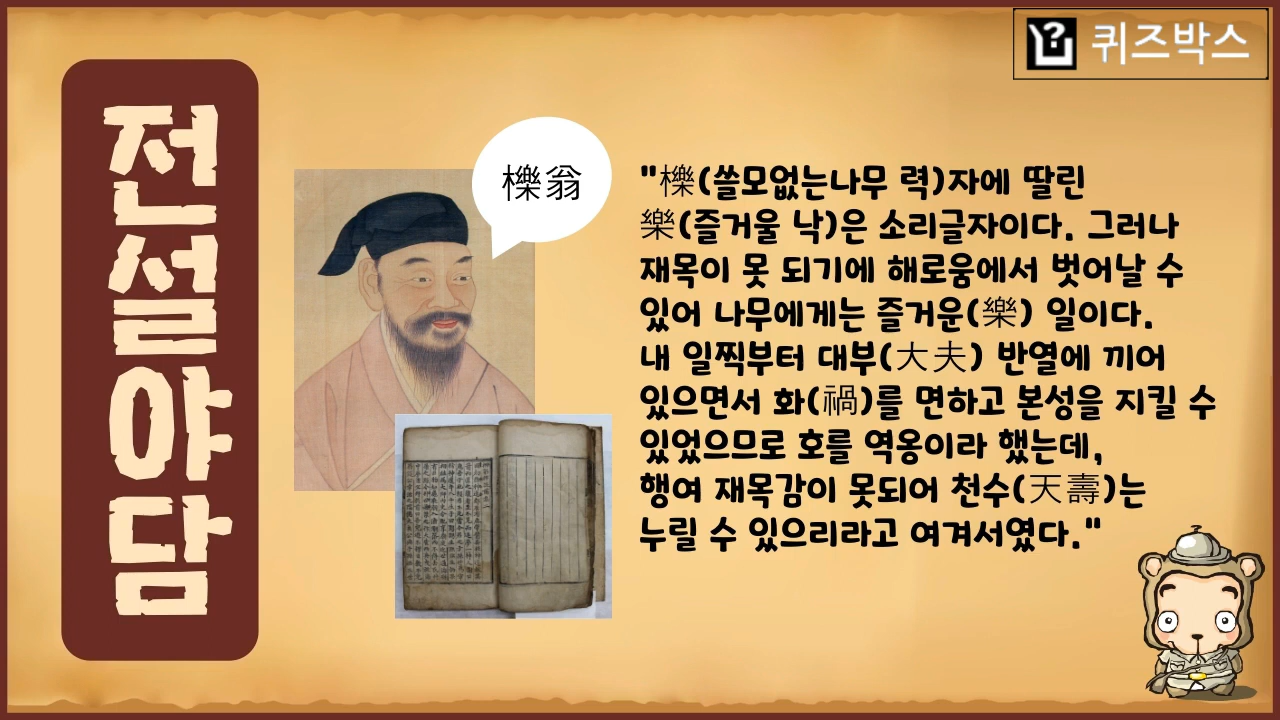 퀴즈박스
전설야담
櫟翁
"櫟(쓸모없는나무 력)자에 딸린
樂(즐거울 낙)은 소리글자이다. 그러나
재목이 못 되기에 해로움에서 벗어날 수
있어 나무에게는 즐거운(樂) 일이다.
내 일찍부터 대부(大夫) 반열에 끼어
있으면서 화(禍)를 면하고 본성을 지킬 수
있었으므로 호를 역옹이라 했는데,
행여 재목감이 못되어 천수(天壽)는
누릴 수 있으리라고 여겨서였다."